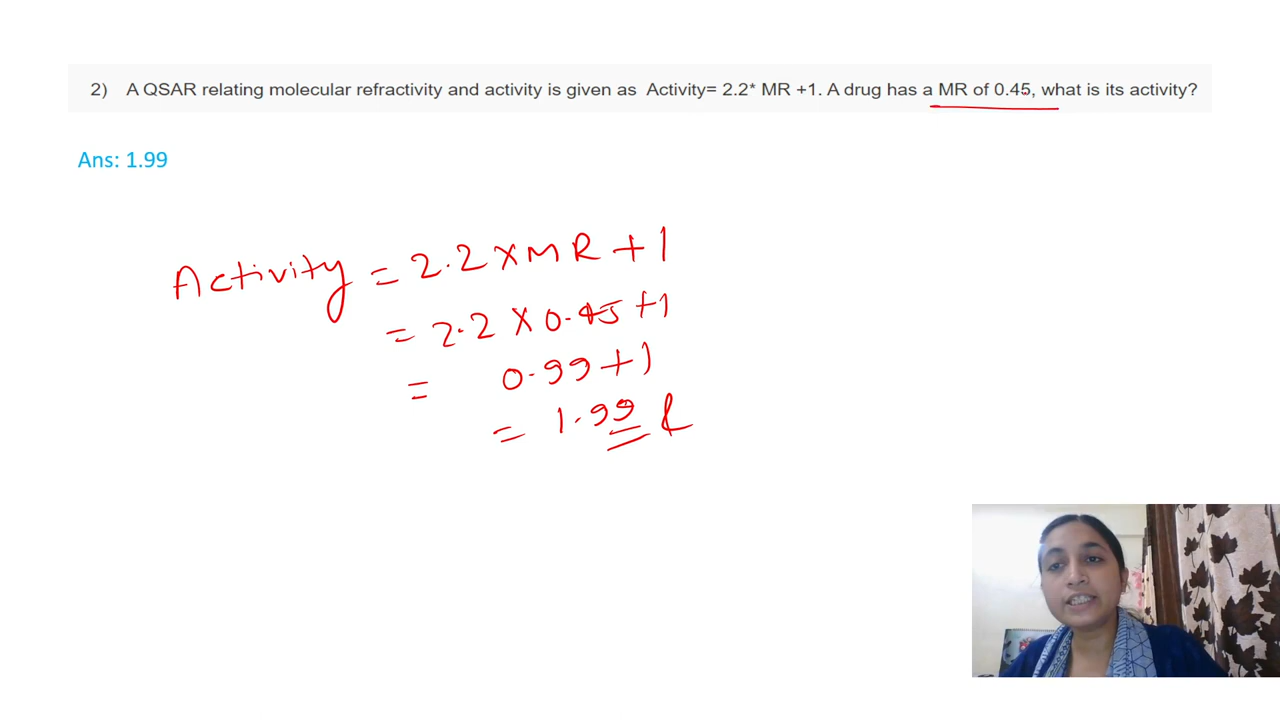 2) A QSAR relating molecular refractivity and activity is given as Activity= 2.2* MR +1. A drug has a MR of 0.45, what is its activity?
Ans: 1.99
Activity = 2.2 X MR + 1
= 2.2 X 0.45 + 1
= 0.99 + 1
= 1.99